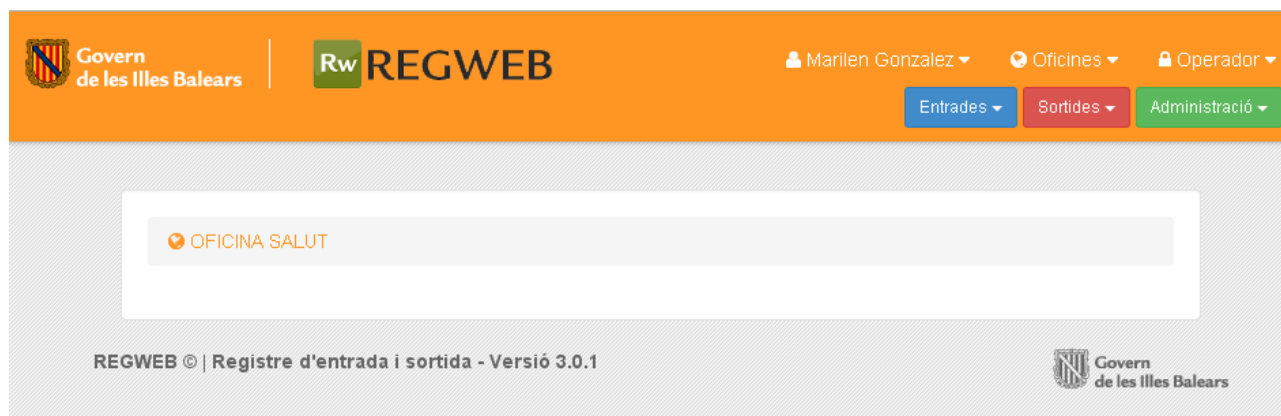 Govern
de les Illes Balears
Rw REGWEB
Marilen Gonzalez
Oficines
Operador
Entrades
Sortides
Administració
OFICINA SALUT
REGWEB © | Registre d'entrada i sortida - Versió 3.0.1
Govern
de les Illes Balears